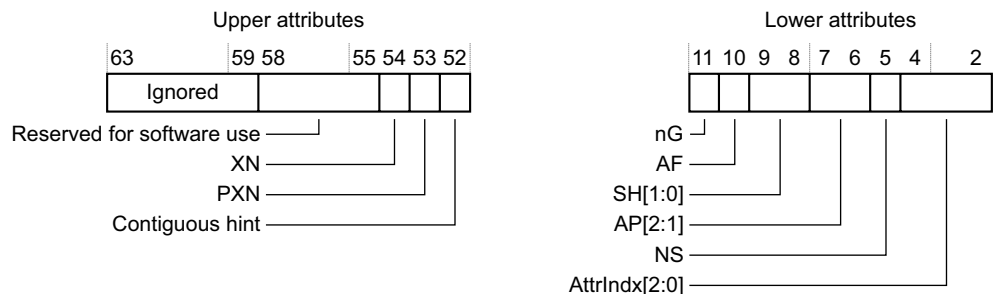 Upper attributes
63 59 58 55 54 53 52
Ignored
Reserved for software use
XN
PXN
Contiguous hint
Lower attributes
11 10 9 8 7 6 5 4 2
nG
AF
SH[1:0]
AP[2:1]
NS
AttrIndx[2:0]